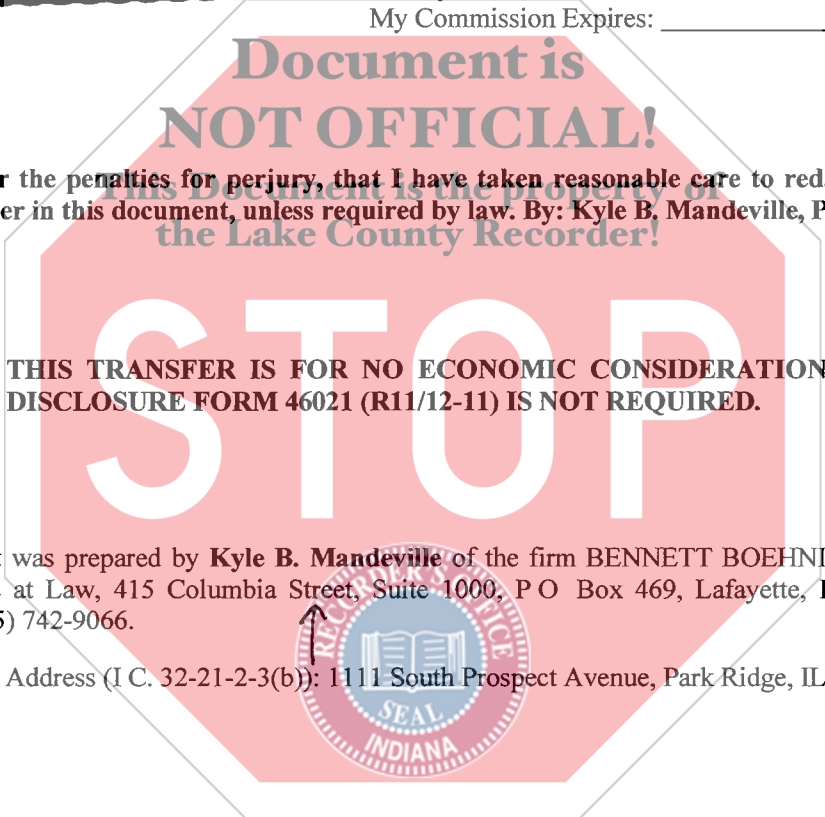 My Commission Expires:
Document is
NOT OFFICIAL!
r the penalties for perjury, that I have taken reasonable care to red
This Document is the property of
er in this document, unless required by law. By: Kyle B. Mandeville, P
the Lake County Recorder!
STOP
THIS TRANSFER IS FOR NO ECONOMIC CONSIDERATION
DISCLOSURE FORM 46021 (R11/12-11) IS NOT REQUIRED.
t was prepared by Kyle B. Mandeville of the firm BENNETT BOEHN
at Law, 415 Columbia Street, Suite 1000, P O Box 469, Lafayette,
5) 742-9066.
RECORDER'S OFFICE
Address (I C. 32-21-2-3(b)): 1111 South Prospect Avenue, Park Ridge, IL
SEAL
INDIANA